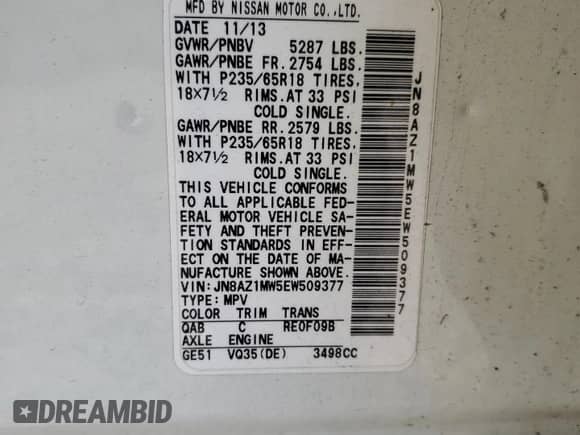 MFD BY NISSAN MOTOR CO.,LTD.
DATE 11/13
GVWR/PNBV 5287 LBS.
GAWR/PNBE FR. 2754 LBS.
WITH P235/65R18 TIRES,
18×7½ RIMS.AT 33 PSI
COLD SINGLE.
GAWR/PNBE RR. 2579 LBS.
WITH P235/65R18 TIRES,
18×7½ RIMS.AT 33 PSI
COLD SINGLE.
THIS VEHICLE CONFORMS
TO ALL APPLICABLE FED-
ERAL MOTOR VEHICLE SA-
FETY AND THEFT PREVEN-
TION STANDARDS IN EFF-
ECT ON THE DATE OF MA-
NUFACTURE SHOWN ABOVE.
VIN:JN8AZ1MW5EW509377
TYPE:MPV
COLOR TRIM TRANS
QAB C RE0F09B
AXLE ENGINE
GE51 VQ35(DE) 3498CC
JN8AZ1MW5EW509377
DREAMBID